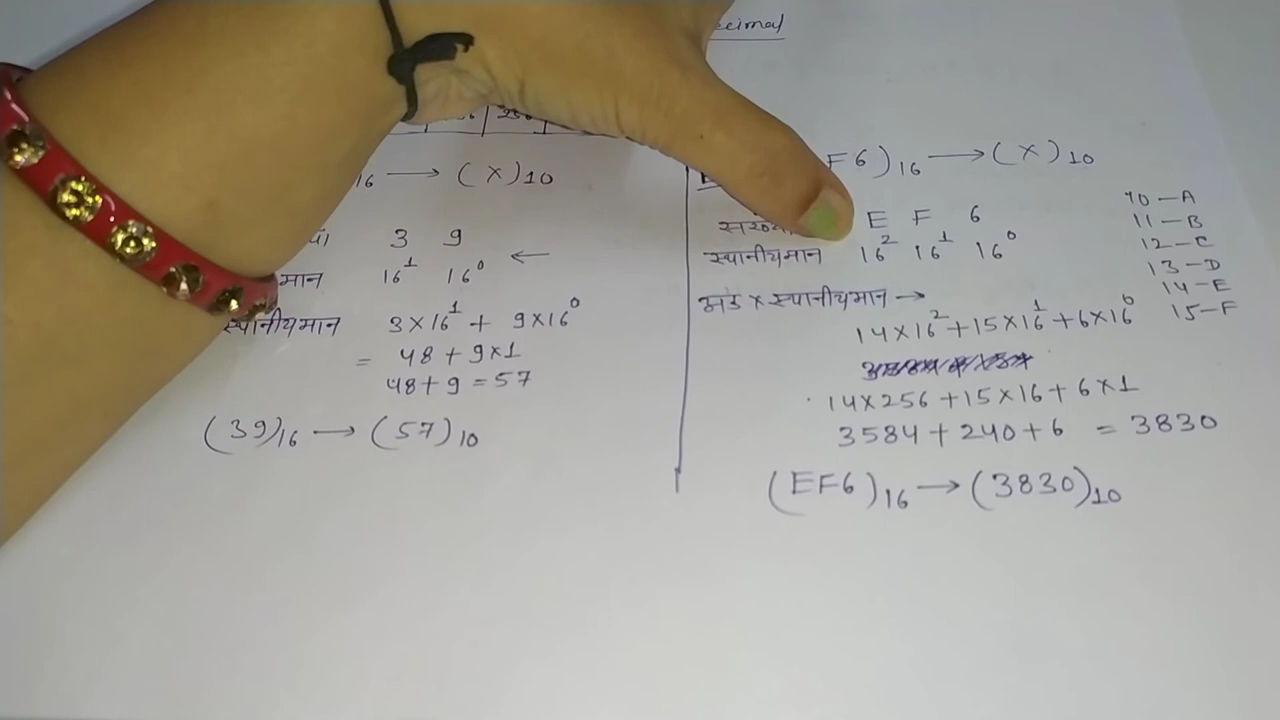 16 → (X)10
3 9
16¹ 16⁰ ←
स्थानीयमान 3×16¹ + 9×16⁰
= 48 + 9×1
48+9 = 57
(39)16 → (57)10
F6)16 → (X)10
E F 6
स्थानीयमान 16² 16¹ 16⁰
अंक × स्थानीयमान →
14×16² + 15×16¹ + 6×16⁰
14×256 + 15×16 + 6×1
3584 + 240 + 6 = 3830
(EF6)16 → (3830)10
10 – A
11 – B
12 – C
13 – D
14 – E
15 – F